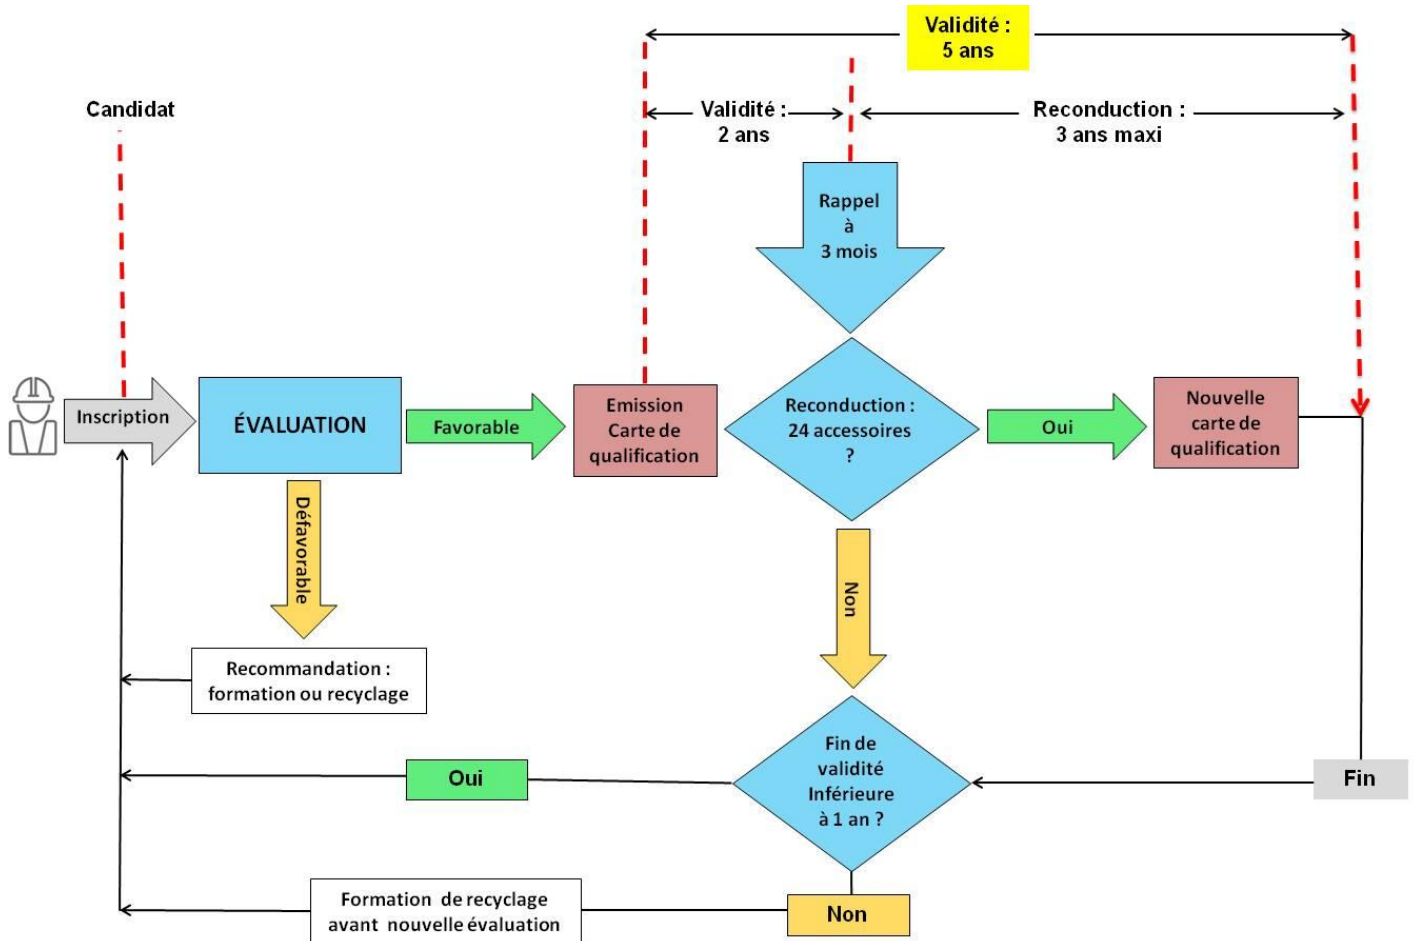 Validité :
5 ans
Candidat
Validité :
2 ans
Reconduction :
3 ans maxi
Rappel
à
3 mois
Inscription
ÉVALUATION
Favorable
Emission
Carte de
qualification
Reconduction :
24 accessoires
?
Oui
Nouvelle
carte de
qualification
Défavorable
Non
Recommandation :
formation ou recyclage
Fin de
validité
Inférieure
à 1 an ?
Oui
Fin
Formation de recyclage
avant nouvelle évaluation
Non